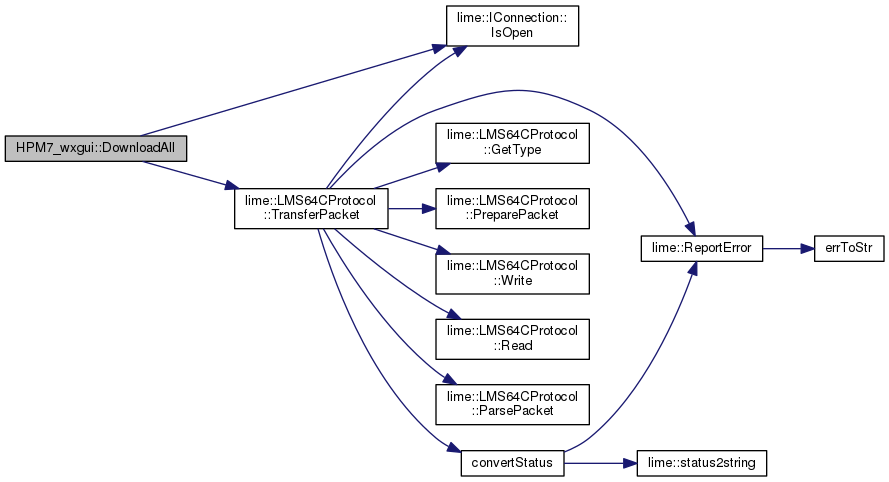 lime::IConnection::
IsOpen
HPM7_wxgui::DownloadAll
lime::LMS64CProtocol
::GetType
lime::LMS64CProtocol
::TransferPacket
lime::LMS64CProtocol
::PreparePacket
lime::ReportError
errToStr
lime::LMS64CProtocol
::Write
lime::LMS64CProtocol
::Read
lime::LMS64CProtocol
::ParsePacket
convertStatus
lime::status2string